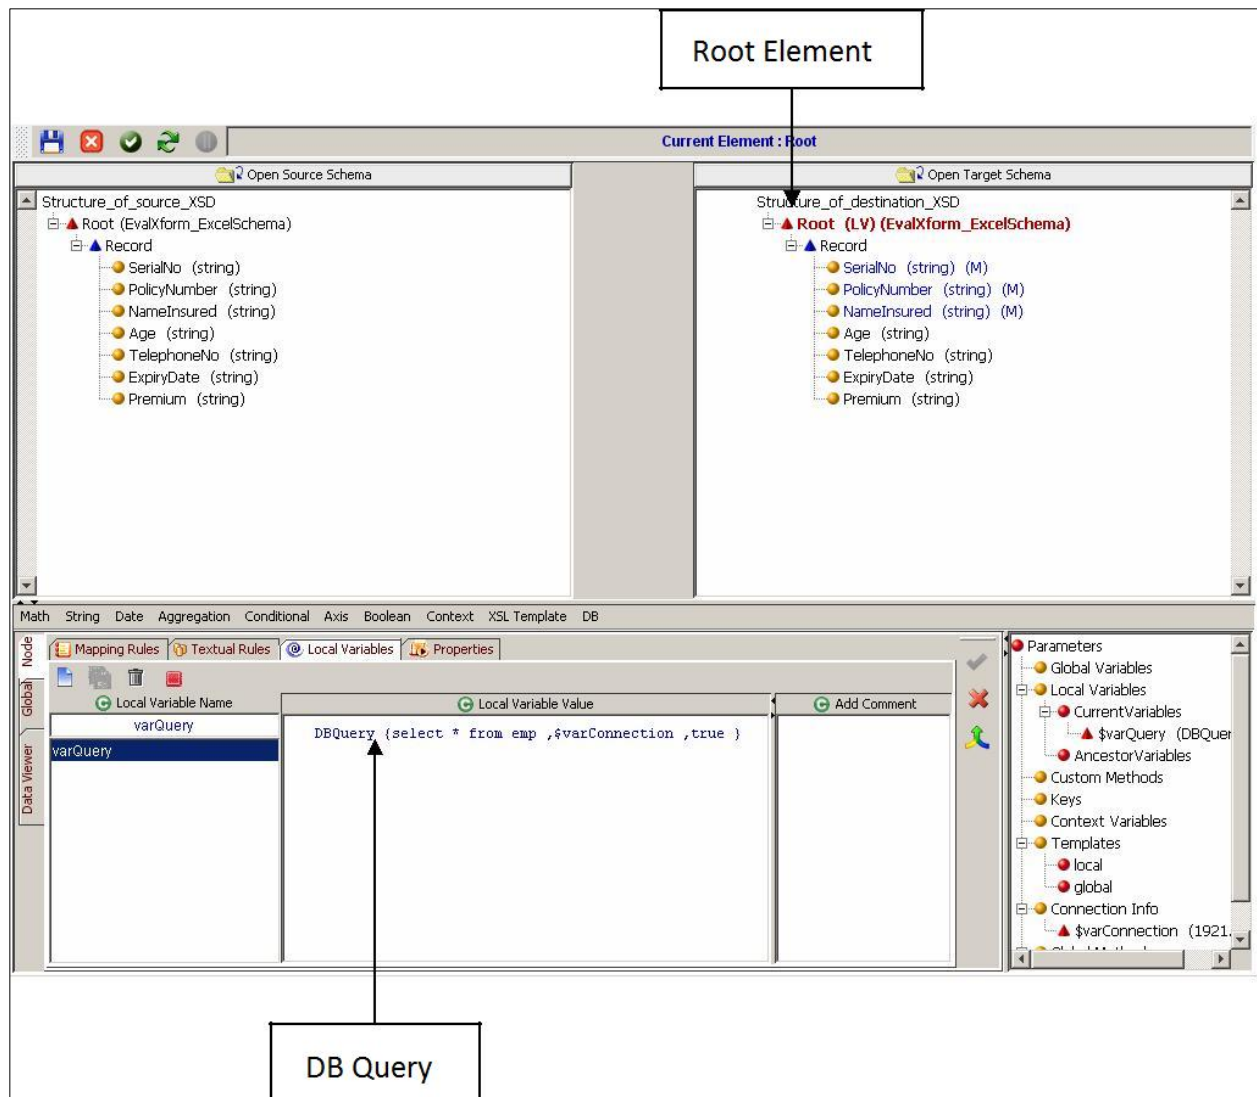 Root Element
Current Element : Root
Open Source Schema
Open Target Schema
Structure_of_source_XSD
Root (EvalXform_ExcelSchema)
Record
SerialNo (string)
PolicyNumber (string)
NameInsured (string)
Age (string)
TelephoneNo (string)
ExpiryDate (string)
Premium (string)
Structure_of_destination_XSD
Root (LV) (EvalXform_ExcelSchema)
Record
SerialNo (string) (M)
PolicyNumber (string) (M)
NameInsured (string) (M)
Age (string)
TelephoneNo (string)
ExpiryDate (string)
Premium (string)
Math String Date Aggregation Conditional Axis Boolean Context XSL Template DB
Node
Global
Data Viewer
Mapping Rules Textual Rules Local Variables Properties
Local Variable Name
Local Variable Value
Add Comment
varQuery
varQuery
DBQuery {select * from emp ,$varConnection ,true }
Parameters
Global Variables
Local Variables
CurrentVariables
$varQuery (DBQuer
AncestorVariables
Custom Methods
Keys
Context Variables
Templates
local
global
Connection Info
$varConnection (1921.
DB Query